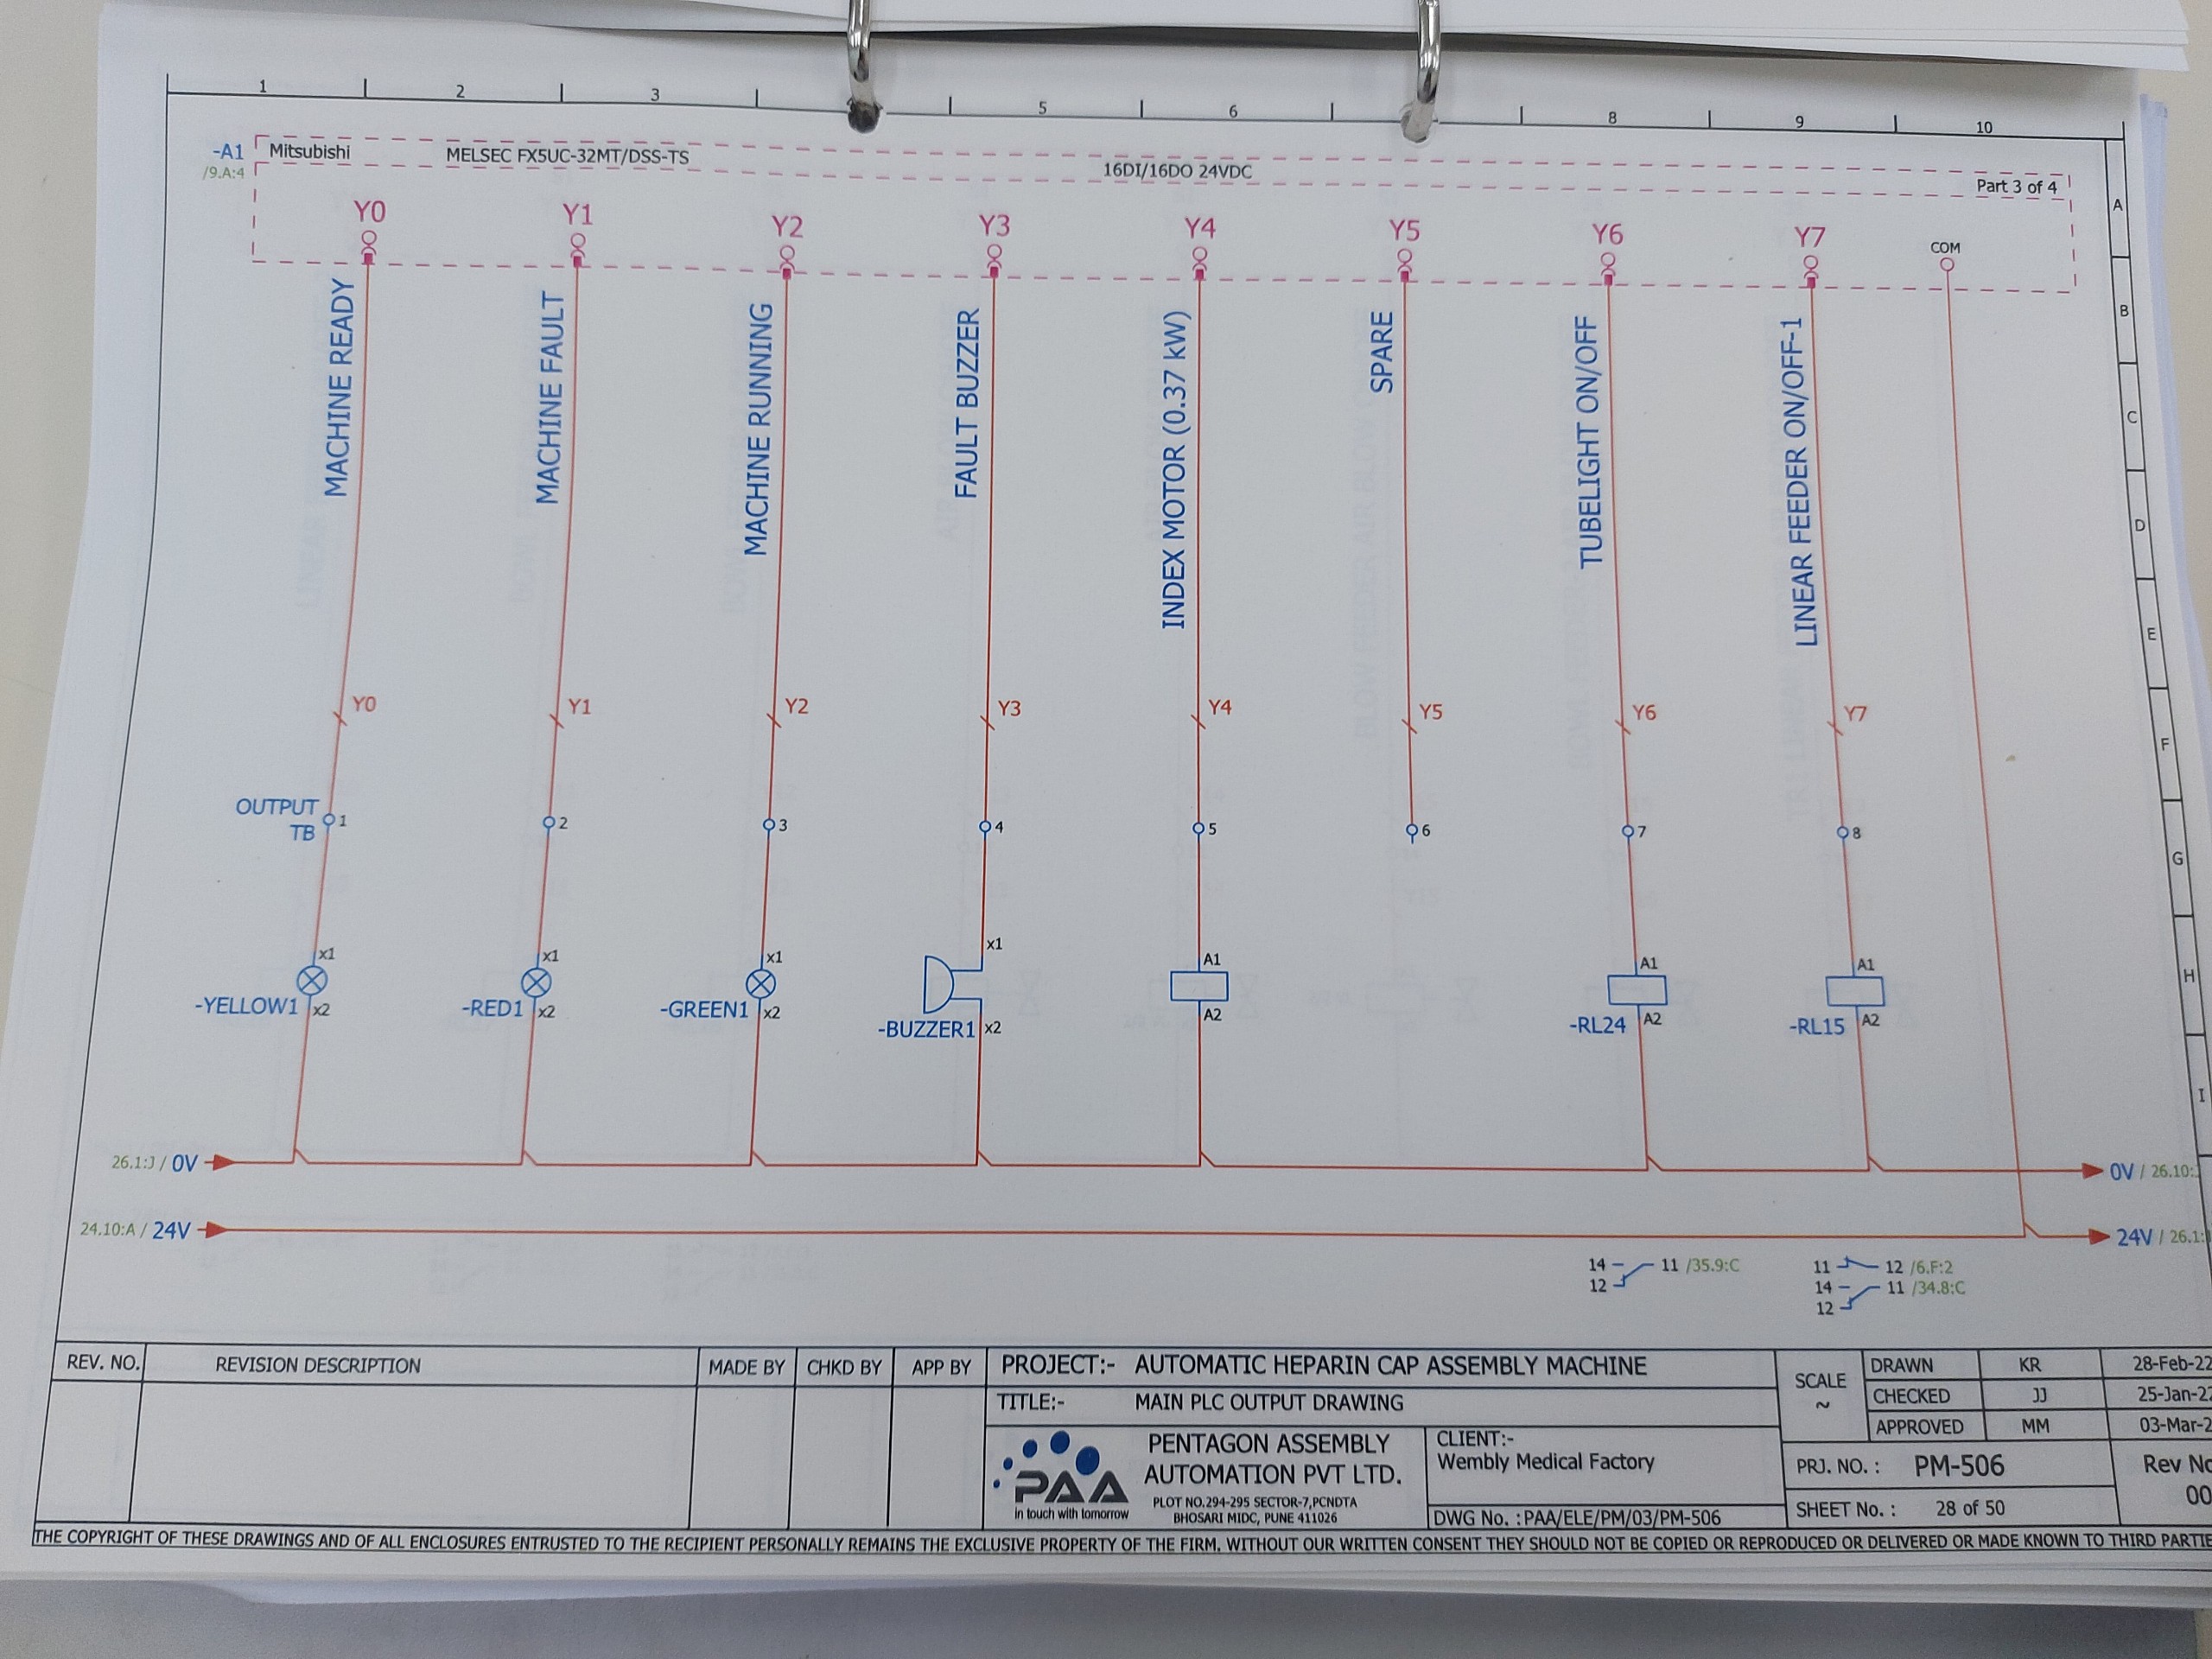 1 2 3 5 6 8 9 10
-A1 Mitsubishi MELSEC FX5UC-32MT/DSS-TS 16DI/16DO 24VDC Part 3 of 4
/9.A:4
Y0 Y1 Y2 Y3 Y4 Y5 Y6 Y7 COM
A
B
C
D
E
F
G
H
I
MACHINE READY
MACHINE FAULT
MACHINE RUNNING
FAULT BUZZER
INDEX MOTOR (0.37 kW)
SPARE
TUBELIGHT ON/OFF
LINEAR FEEDER ON/OFF-1
Y0 Y1 Y2 Y3 Y4 Y5 Y6 Y7
OUTPUT
TB
1 2 3 4 5 6 7 8
x1 x1 x1 x1 A1 A1 A1
-YELLOW1 x2 -RED1 x2 -GREEN1 x2 -BUZZER1 x2 A2 -RL24 A2 -RL15 A2
26.1:J / 0V 0V / 26.10:
24.10:A / 24V 24V / 26.1:
14 11 /35.9:C
12
11 12 /6.F:2
14 11 /34.8:C
12
REV. NO. REVISION DESCRIPTION MADE BY CHKD BY APP BY
PROJECT:- AUTOMATIC HEPARIN CAP ASSEMBLY MACHINE
TITLE:- MAIN PLC OUTPUT DRAWING
PAA
in touch with tomorrow
PENTAGON ASSEMBLY
AUTOMATION PVT LTD.
PLOT NO.294-295 SECTOR-7,PCNDTA
BHOSARI MIDC, PUNE 411026
CLIENT:-
Wembly Medical Factory
DWG No. :PAA/ELE/PM/03/PM-506
SCALE
~
DRAWN KR 28-Feb-22
CHECKED JJ 25-Jan-22
APPROVED MM 03-Mar-2
PRJ. NO. : PM-506
SHEET No. : 28 of 50
Rev No
00
THE COPYRIGHT OF THESE DRAWINGS AND OF ALL ENCLOSURES ENTRUSTED TO THE RECIPIENT PERSONALLY REMAINS THE EXCLUSIVE PROPERTY OF THE FIRM. WITHOUT OUR WRITTEN CONSENT THEY SHOULD NOT BE COPIED OR REPRODUCED OR DELIVERED OR MADE KNOWN TO THIRD PARTIE